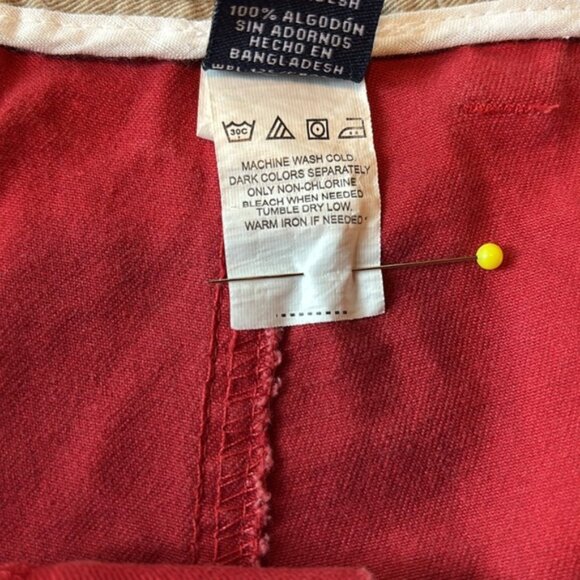 100% ALGODÓN
SIN ADORNOS
HECHO EN
BANGLADESH
30C
MACHINE WASH COLD
DARK COLORS SEPARATELY
ONLY NON-CHLORINE
BLEACH WHEN NEEDED
TUMBLE DRY LOW,
WARM IRON IF NEEDED